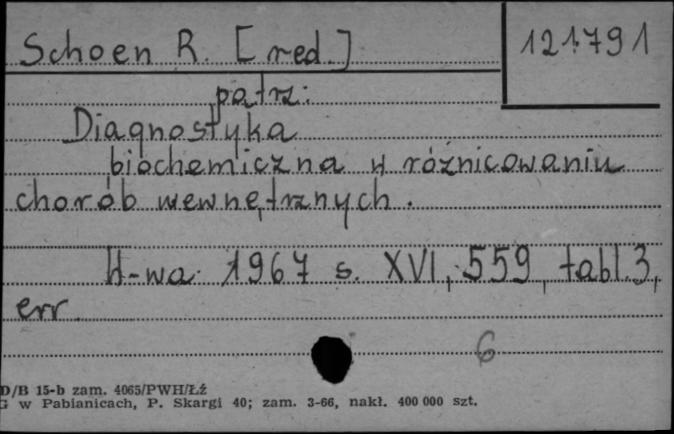 Schoen R. [red.]
121791
patrz:
Diagnostyka
biochemiczna w różnicowaniu
chorób wewnętrznych.
W-wa 1967 s. XVI, 559, tabl. 3,
err
6
D/B 15-b zam. 4065/PWH/Łź
G w Pabianicach, P. Skargi 40; zam. 3-66, nakł. 400 000 szt.